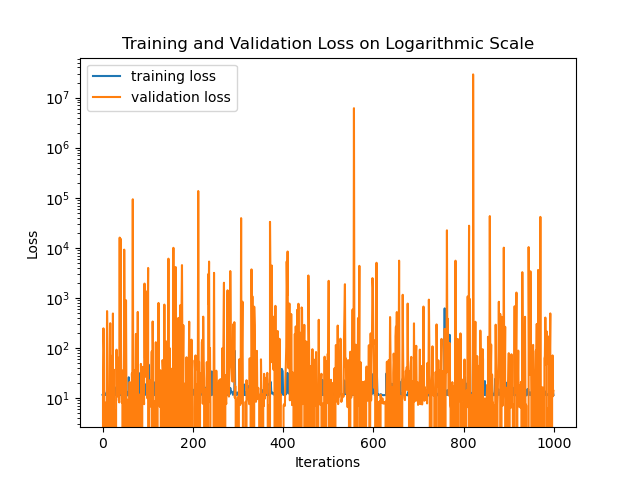 Training and Validation Loss on Logarithmic Scale
training loss
validation loss
10⁷
10⁶
10⁵
10⁴
10³
10²
10¹
Loss
0 200 400 600 800 1000
Iterations